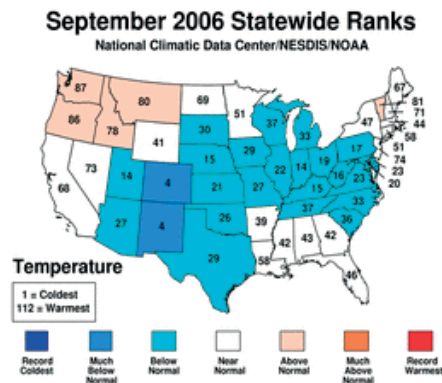 September 2006 Statewide Ranks
National Climatic Data Center/NESDIS/NOAA
87
80
69
51
67
86
78
41
30
37
33
47
81
71
44
58
51
74
23
20
68
73
14
4
15
29
22
14
19
17
16
23
21
27
15
33
27
4
26
39
37
36
29
58
42
43
42
46
Temperature
1 = Coldest
112 = Warmest
Record
Coldest
Much
Below
Normal
Below
Normal
Near
Normal
Above
Normal
Much
Above
Normal
Record
Warmest